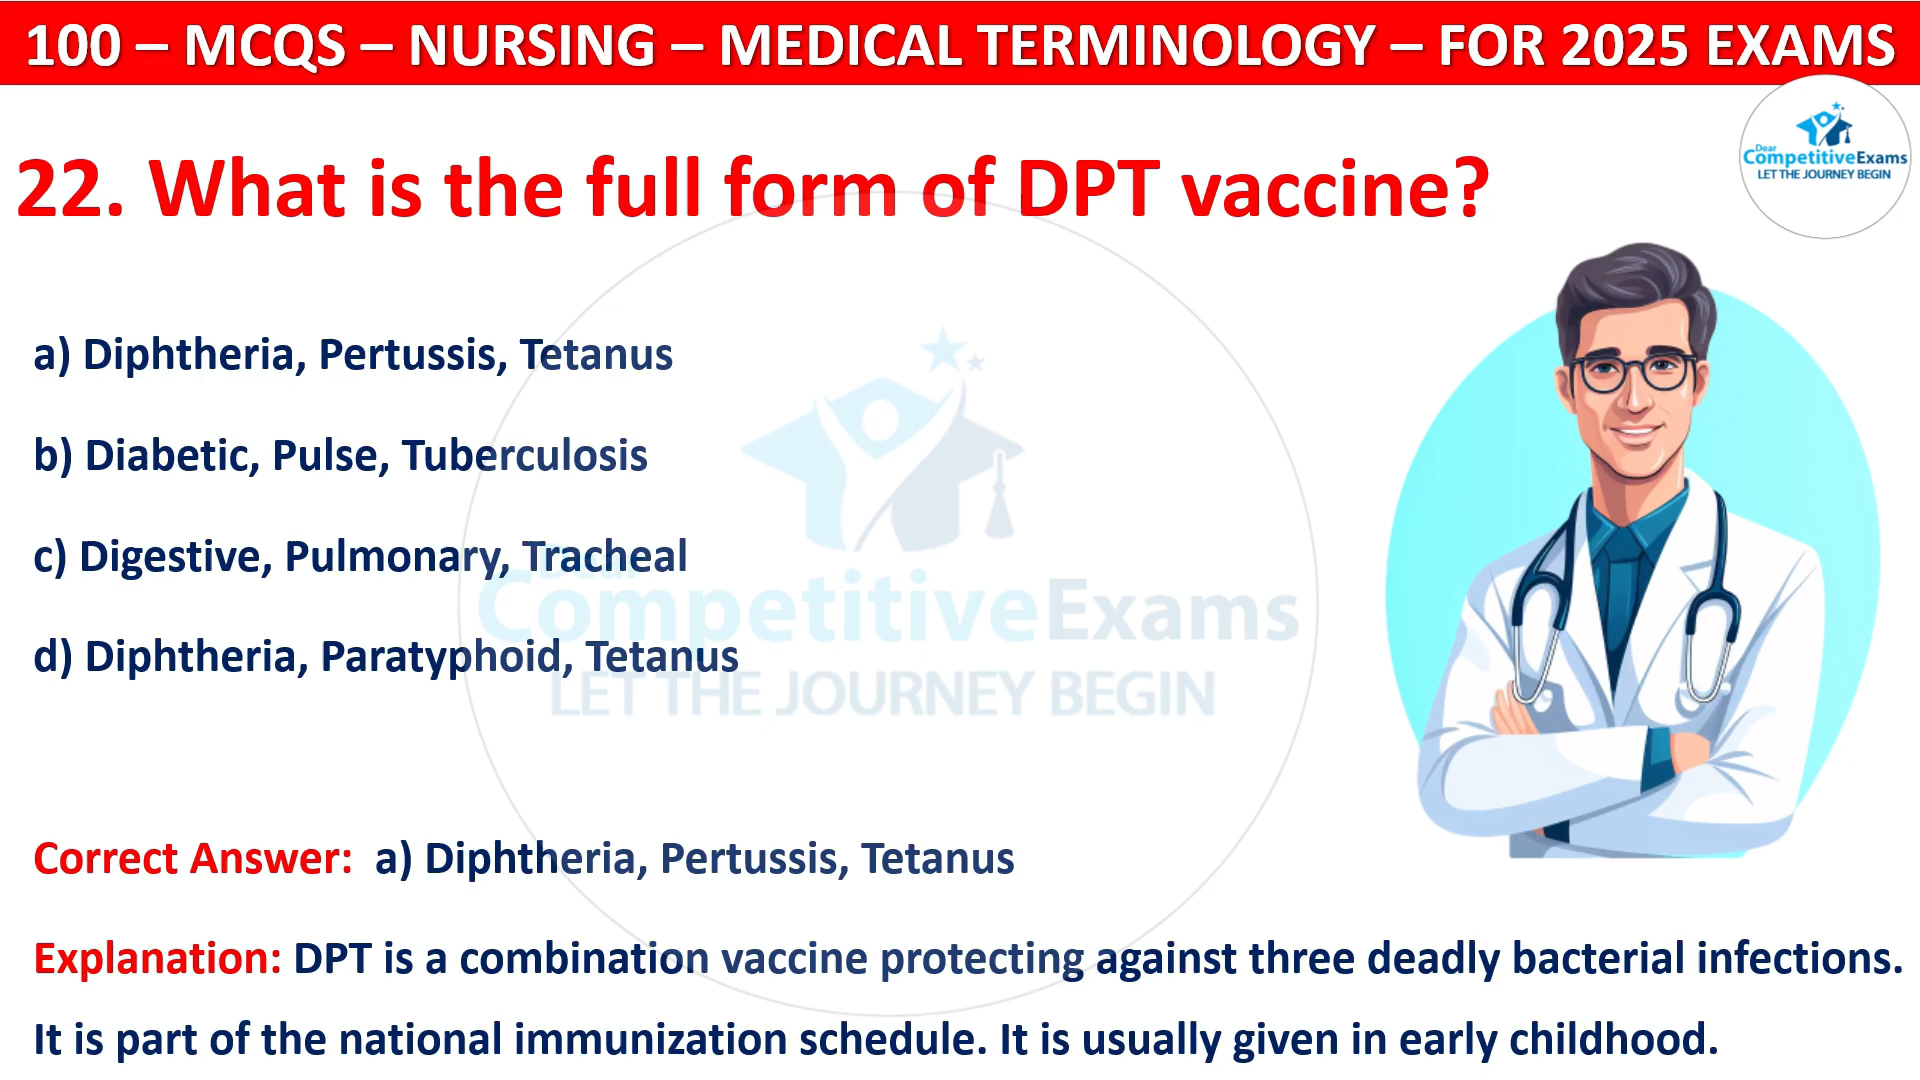 100 – MCQS – NURSING – MEDICAL TERMINOLOGY – FOR 2025 EXAMS
Dear
CompetitiveExams
LET THE JOURNEY BEGIN
22. What is the full form of DPT vaccine?
a) Diphtheria, Pertussis, Tetanus
b) Diabetic, Pulse, Tuberculosis
c) Digestive, Pulmonary, Tracheal
d) Diphtheria, Paratyphoid, Tetanus
Dear
CompetitiveExams
LET THE JOURNEY BEGIN
Correct Answer: a) Diphtheria, Pertussis, Tetanus
Explanation: DPT is a combination vaccine protecting against three deadly bacterial infections.
It is part of the national immunization schedule. It is usually given in early childhood.